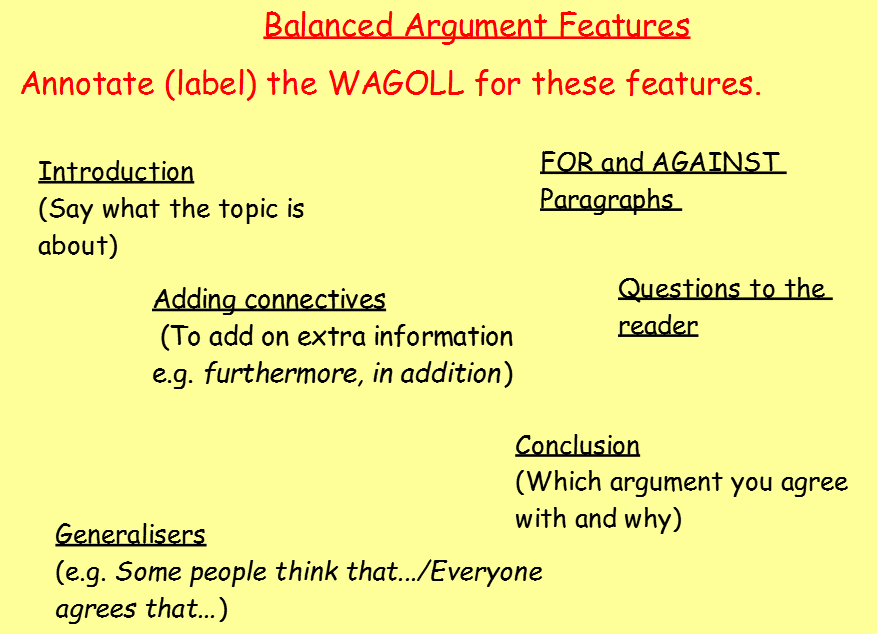 Balanced Argument Features
Annotate (label) the WAGOLL for these features.
Introduction
(Say what the topic is
about)
FOR and AGAINST
Paragraphs
Adding connectives
(To add on extra information
e.g. furthermore, in addition)
Questions to the
reader
Conclusion
(Which argument you agree
with and why)
Generalisers
(e.g. Some people think that.../Everyone
agrees that...)